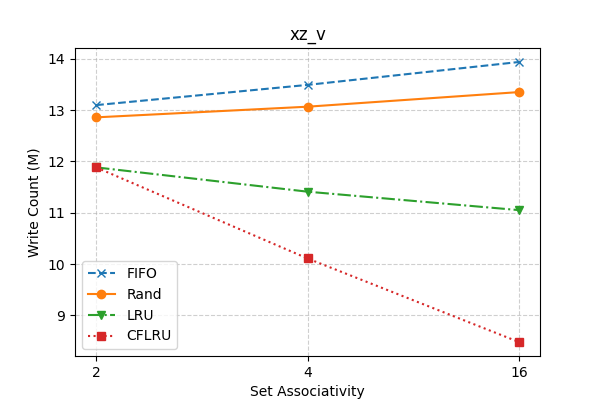 xz_v
Write Count (M)
14
13
12
11
10
9
FIFO
Rand
LRU
CFLRU
2
4
16
Set Associativity